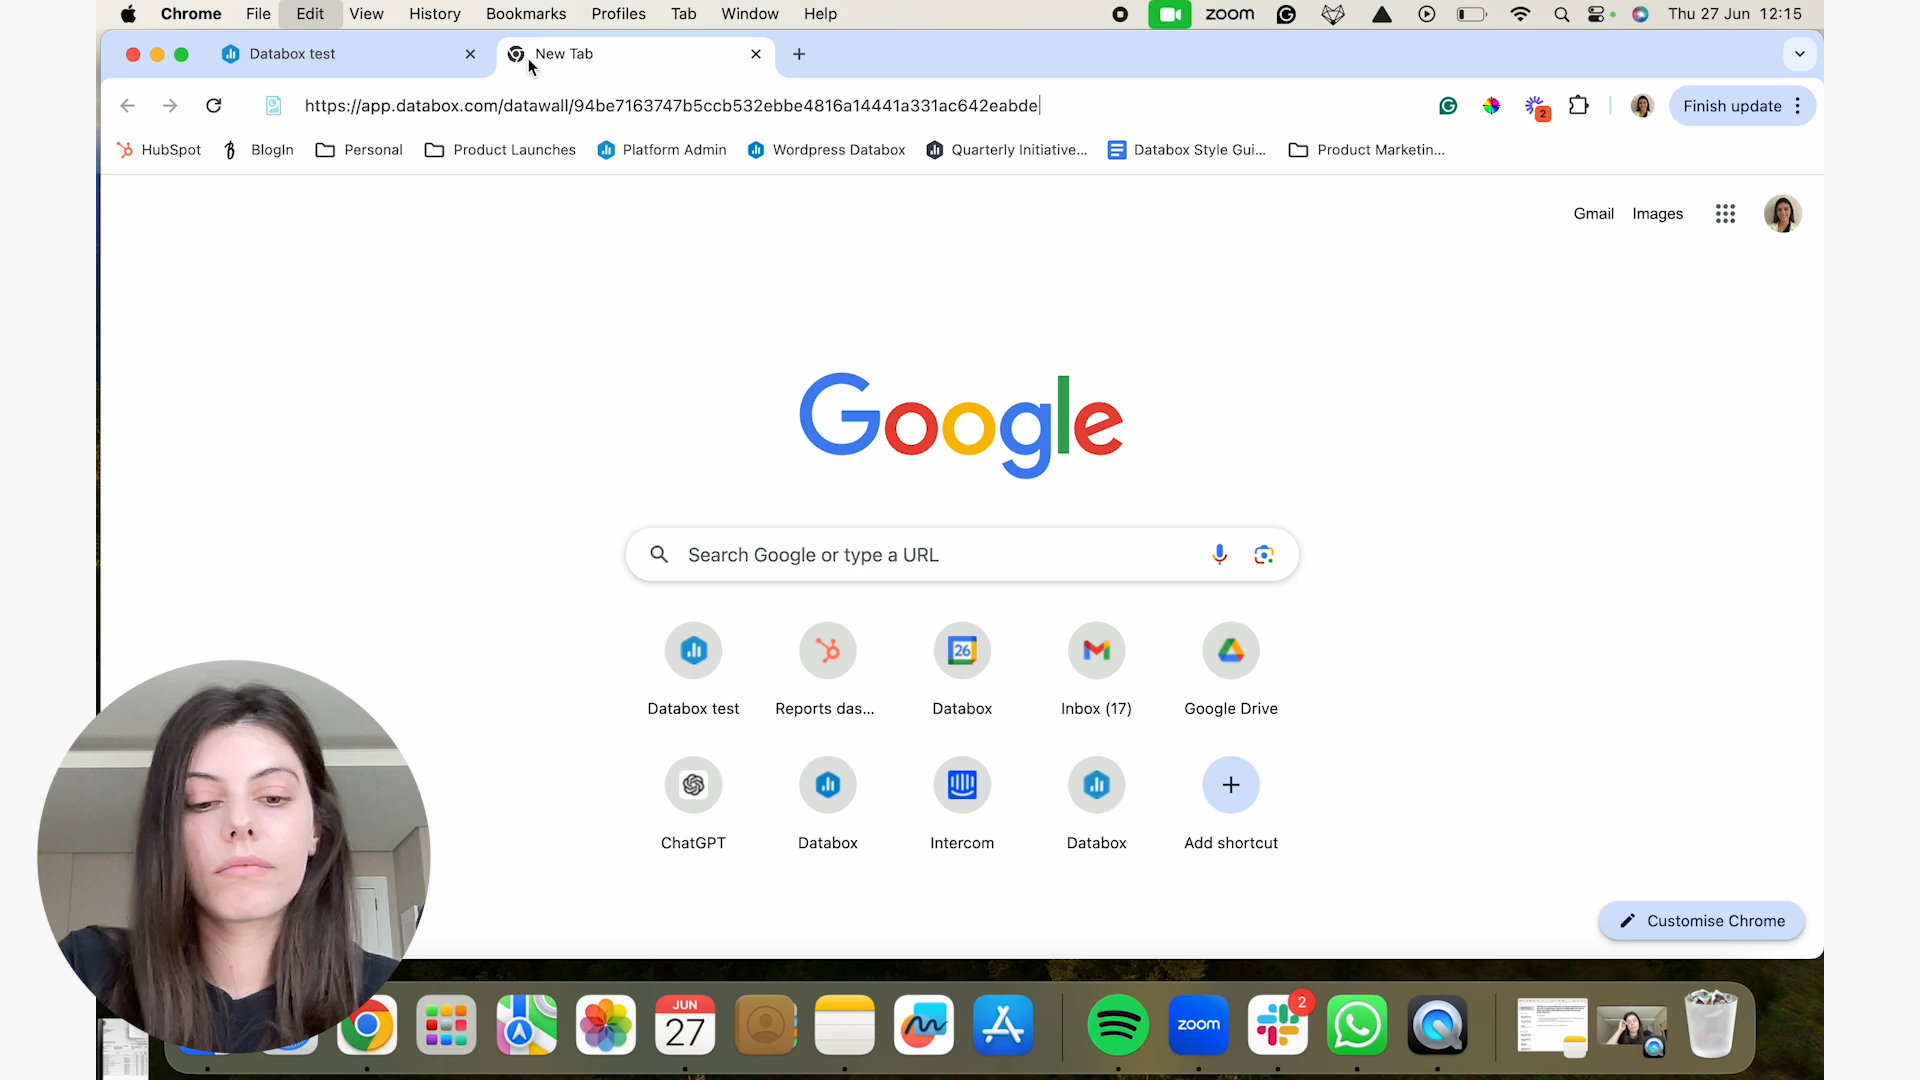 Chrome File Edit View History Bookmarks Profiles Tab Window Help zoom Thu 27 Jun 12:15
Databox test New Tab
https://app.databox.com/datawall/94be7163747b5ccb532ebbe4816a14441a331ac642eabde
2
Finish update
HubSpot BlogIn Personal Product Launches Platform Admin Wordpress Databox Quarterly Initiative... Databox Style Gui... Product Marketin...
Gmail Images
Google
Search Google or type a URL
26
Databox test Reports das... Databox Inbox (17) Google Drive
ChatGPT Databox Intercom Databox Add shortcut
Customise Chrome
JUN
27
zoom
2